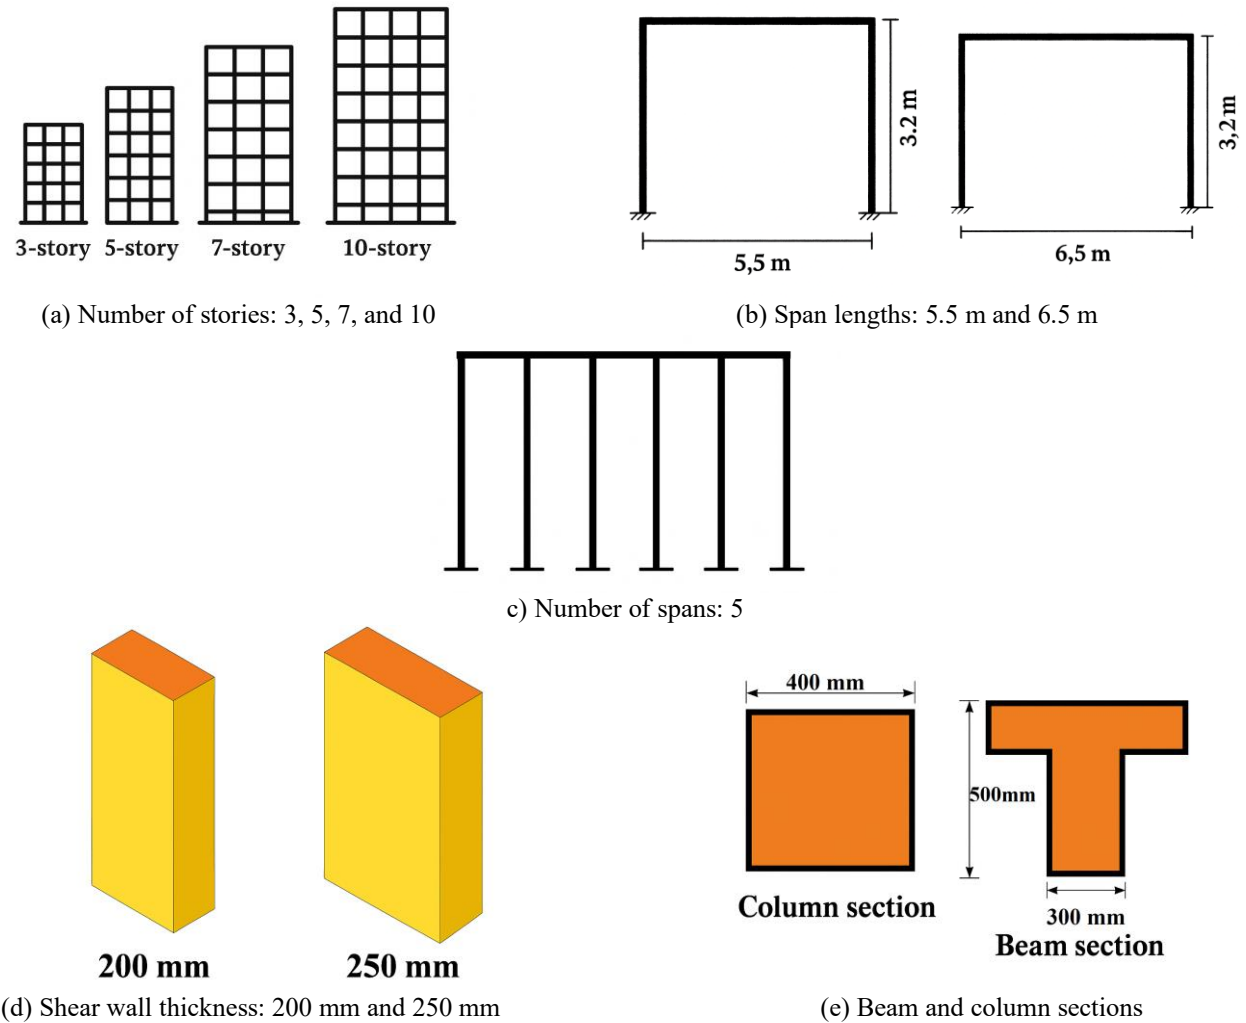 3-story 5-story 7-story 10-story
(a) Number of stories: 3, 5, 7, and 10
3.2 m
5,5 m
3,2 m
6,5 m
(b) Span lengths: 5.5 m and 6.5 m
c) Number of spans: 5
200 mm 250 mm
(d) Shear wall thickness: 200 mm and 250 mm
400 mm
Column section
500mm
300 mm
Beam section
(e) Beam and column sections